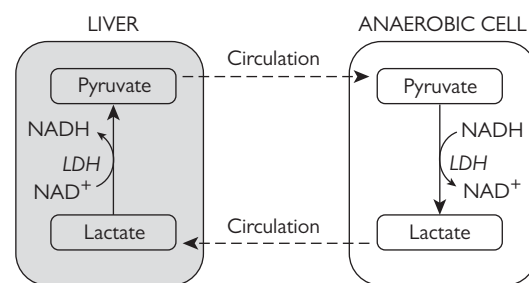 LIVER
ANAEROBIC CELL
Circulation
Pyruvate
Pyruvate
NADH
LDH
NAD+
NADH
LDH
NAD+
Circulation
Lactate
Lactate